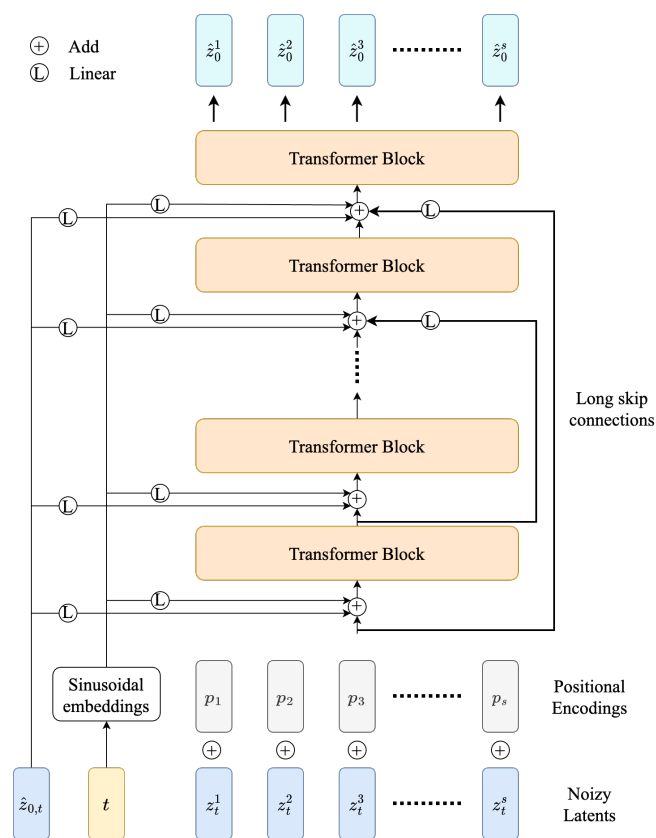 + Add
L Linear
ẑ₀¹ ẑ₀² ẑ₀³ ......... ẑ₀ˢ
Transformer Block
L + L
L
Transformer Block
L + L
L
Transformer Block
L +
L
Transformer Block
L +
L
Long skip
connections
Sinusoidal
embeddings
p₁ p₂ p₃ ......... pₛ
Positional
Encodings
+ + + +
ẑ₀,ₜ t zₜ¹ zₜ² zₜ³ ......... zₜˢ
Noizy
Latents